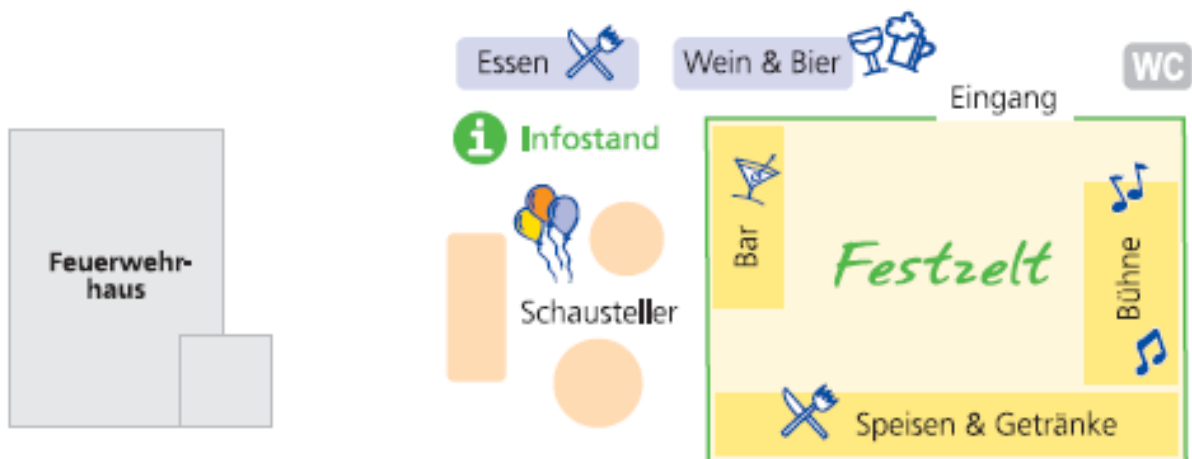 Essen
Wein & Bier
WC
Eingang
i Infostand
Feuerwehr-
haus
Schausteller
Bar
Festzelt
Bühne
Speisen & Getränke